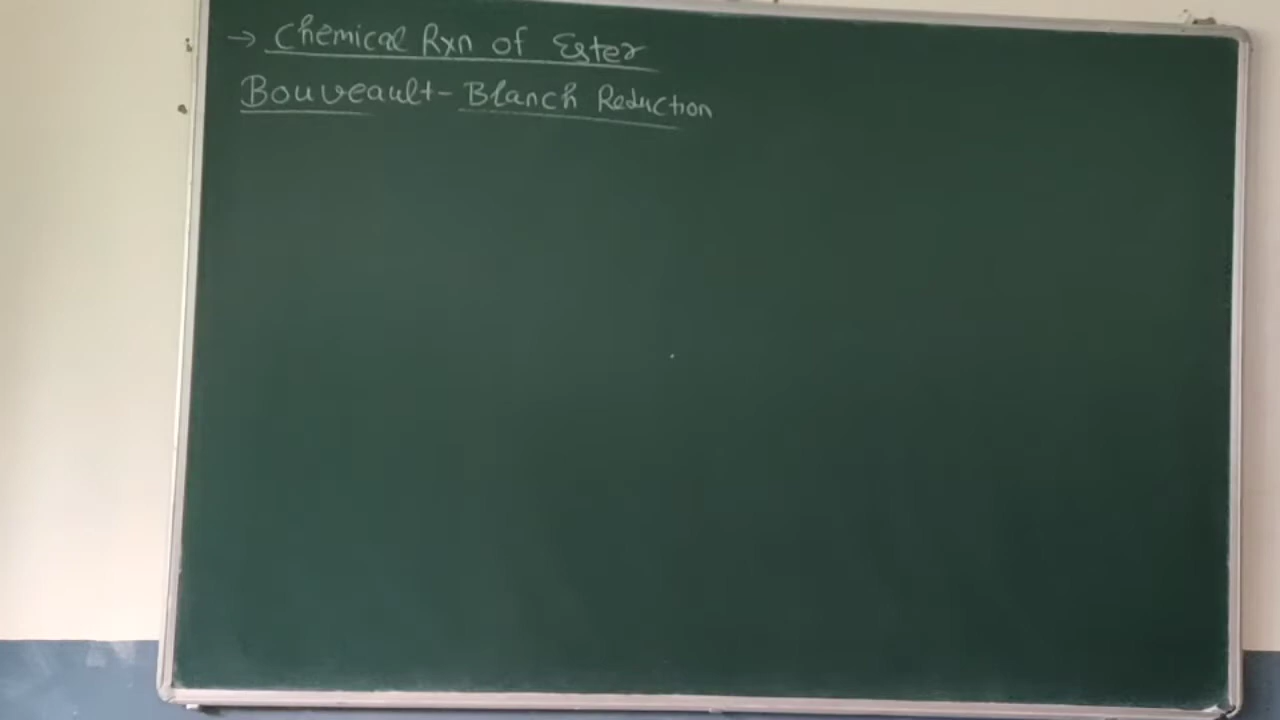 → Chemical Rxn of Ester
Bouveault-Blanch Reduction